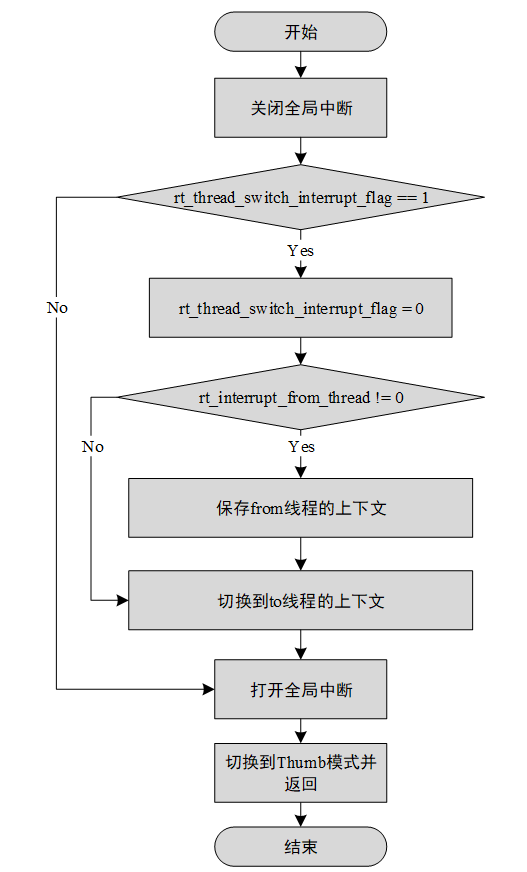 开始
关闭全局中断
rt_thread_switch_interrupt_flag == 1
Yes
No
rt_thread_switch_interrupt_flag = 0
rt_interrupt_from_thread != 0
Yes
No
保存from线程的上下文
切换到to线程的上下文
打开全局中断
切换到Thumb模式并
返回
结束